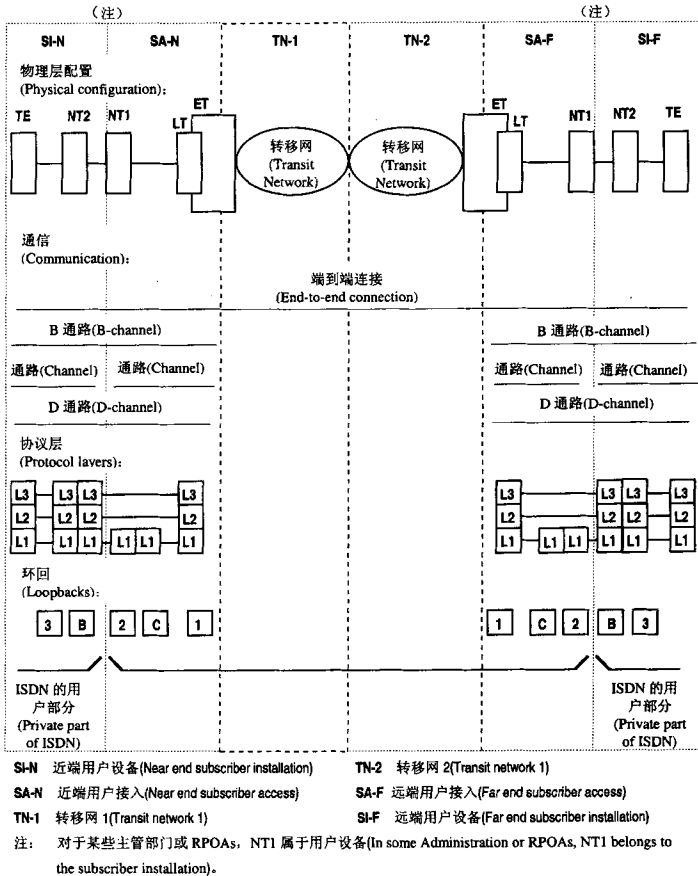 （注） （注）
SI-N SA-N TN-1 TN-2 SA-F SI-F
物理层配置
(Physical configuration):
ET ET
TE NT2 NT1 LT LT NT1 NT2 TE
转移网 转移网
(Transit (Transit
Network) Network)
通信
(Communication):
端到端连接
(End-to-end connection)
B 通路(B-channel) B 通路(B-channel)
通路(Channel) 通路(Channel) 通路(Channel) 通路(Channel)
D 通路(D-channel) D 通路(D-channel)
协议层
(Protocol layers):
L3 L3 L3 L3 L3 L3 L3 L3
L2 L2 L2 L2 L2 L2 L2 L2
L1 L1 L1 L1 L1 L1 L1 L1 L1 L1 L1 L1
环回
(Loopbacks):
3 B 2 C 1 1 C 2 B 3
ISDN 的用 ISDN 的用
户部分 户部分
(Private part (Private part
of ISDN) of ISDN)
SI-N 近端用户设备(Near end subscriber installation) TN-2 转移网 2(Transit network 1)
SA-N 近端用户接入(Near end subscriber access) SA-F 远端用户接入(Far end subscriber access)
TN-1 转移网 1(Transit network 1) SI-F 远端用户设备(Far end subscriber installation)
注: 对于某些主管部门或 RPOAs，NT1 属于用户设备(In some Administration or RPOAs, NT1 belongs to
the subscriber installation)。